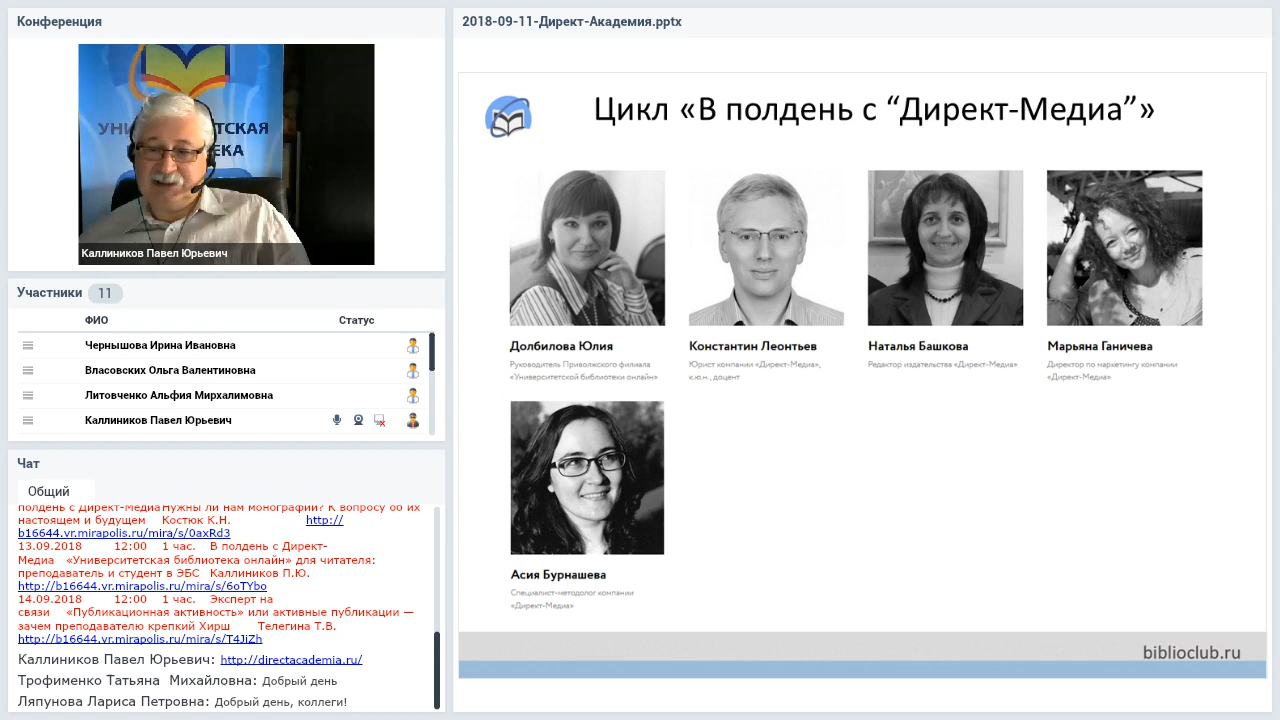 Конференция
УНИ
ТСКАЯ
ЕКА
Каллиников Павел Юрьевич
Участники 11
ФИО Статус
Чернышова Ирина Ивановна
Власовских Ольга Валентиновна
Литовченко Альфия Мирхалимовна
Каллиников Павел Юрьевич
Чат
Общий
полдень с Директ-МедиаНужны ли нам монографии? К вопросу об их
настоящем и будущем Костюк К.Н. http://
b16644.vr.mirapolis.ru/mira/s/0axRd3
13.09.2018 12:00 1 час. В полдень с Директ-
Медиа «Университетская библиотека онлайн» для читателя:
преподаватель и студент в ЭБС Каллиников П.Ю.
http://b16644.vr.mirapolis.ru/mira/s/6oTYbo
14.09.2018 12:00 1 час. Эксперт на
связи «Публикационная активность» или активные публикации —
зачем преподавателю крепкий Хирш Телегина Т.В.
http://b16644.vr.mirapolis.ru/mira/s/T4JiZh
Каллиников Павел Юрьевич: http://directacademia.ru/
Трофименко Татьяна Михайловна: Добрый день
Ляпунова Лариса Петровна: Добрый день, коллеги!
2018-09-11-Директ-Академия.pptx
Цикл «В полдень с “Директ-Медиа”»
Долбилова Юлия
Руководитель Приволжского филиала
«Университетской библиотеки онлайн»
Константин Леонтьев
Юрист компании «Директ-Медиа»,
к.ю.н., доцент
Наталья Башкова
Редактор издательства «Директ-Медиа»
Марьяна Ганичева
Директор по маркетингу компании
«Директ-Медиа»
Асия Бурнашева
Специалист-методолог компании
«Директ-Медиа»
biblioclub.ru